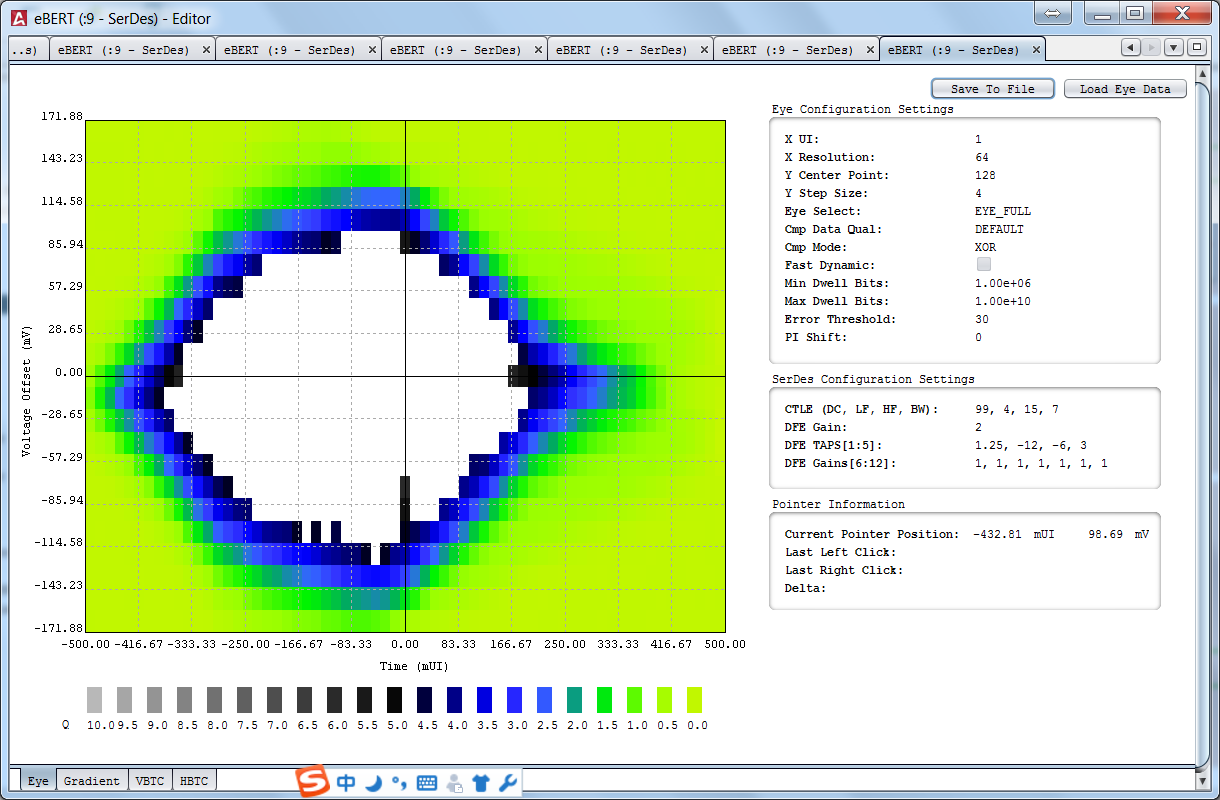 eBERT (:9 - SerDes) - Editor
..s) eBERT (:9 - SerDes) eBERT (:9 - SerDes) eBERT (:9 - SerDes) eBERT (:9 - SerDes) eBERT (:9 - SerDes) eBERT (:9 - SerDes)
Save To File Load Eye Data
171.88
143.23
114.58
85.94
57.29
28.65
0.00
-28.65
-57.29
-85.94
-114.58
-143.23
-171.88
Voltage Offset (mV)
-500.00 -416.67 -333.33 -250.00 -166.67 -83.33 0.00 83.33 166.67 250.00 333.33 416.67 500.00
Time (mUI)
Q 10.0 9.5 9.0 8.5 8.0 7.5 7.0 6.5 6.0 5.5 5.0 4.5 4.0 3.5 3.0 2.5 2.0 1.5 1.0 0.5 0.0
Eye Configuration Settings
X UI: 1
X Resolution: 64
Y Center Point: 128
Y Step Size: 4
Eye Select: EYE_FULL
Cmp Data Qual: DEFAULT
Cmp Mode: XOR
Fast Dynamic:
Min Dwell Bits: 1.00e+06
Max Dwell Bits: 1.00e+10
Error Threshold: 30
PI Shift: 0
SerDes Configuration Settings
CTLE (DC, LF, HF, BW): 99, 4, 15, 7
DFE Gain: 2
DFE TAPS[1:5]: 1.25, -12, -6, 3
DFE Gains[6:12]: 1, 1, 1, 1, 1, 1, 1
Pointer Information
Current Pointer Position: -432.81 mUI 98.69 mV
Last Left Click:
Last Right Click:
Delta:
Eye Gradient VBTC HBTC
中